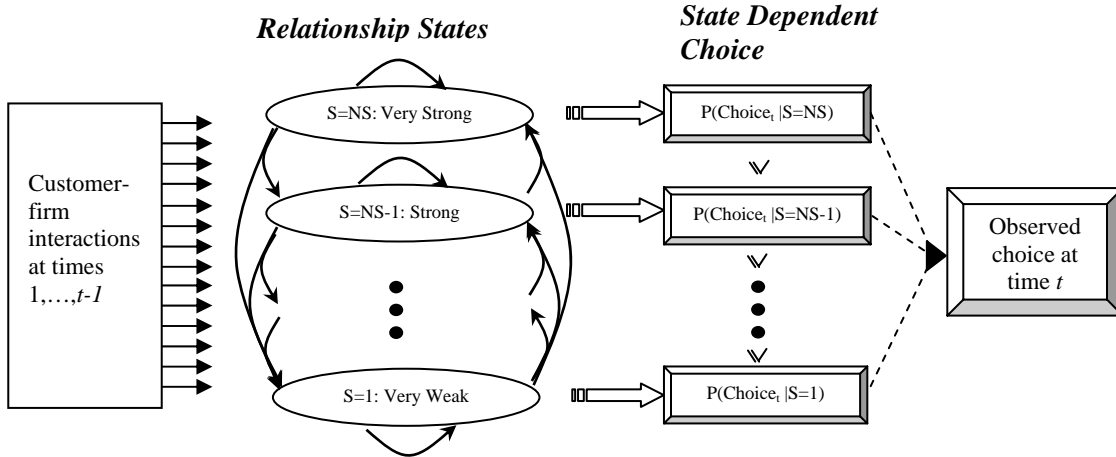 Relationship States
State Dependent
Choice
Customer-
firm
interactions
at times
1,…,t-1
S=NS: Very Strong
S=NS-1: Strong
S=1: Very Weak
P(Choiceₜ |S=NS)
P(Choiceₜ |S=NS-1)
P(Choiceₜ |S=1)
Observed
choice at
time t